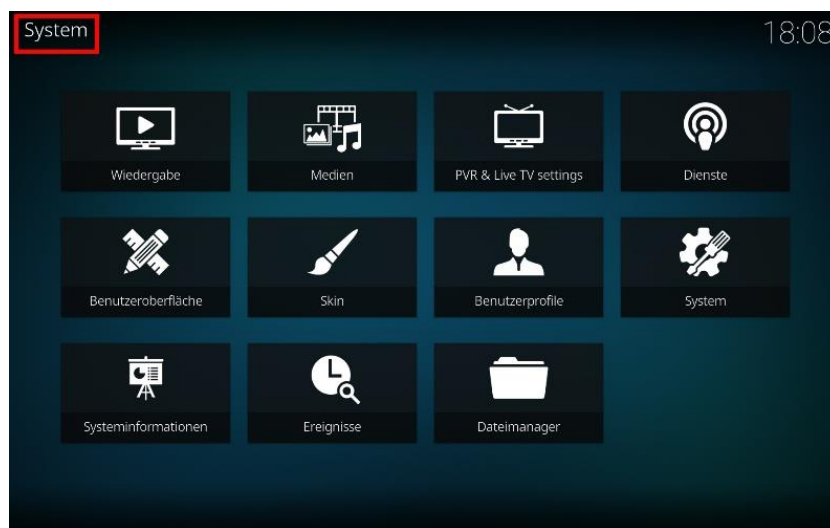 System
18:08
Wiedergabe
Medien
PVR & Live TV settings
Dienste
Benutzeroberfläche
Skin
Benutzerprofile
System
Systeminformationen
Ereignisse
Dateimanager